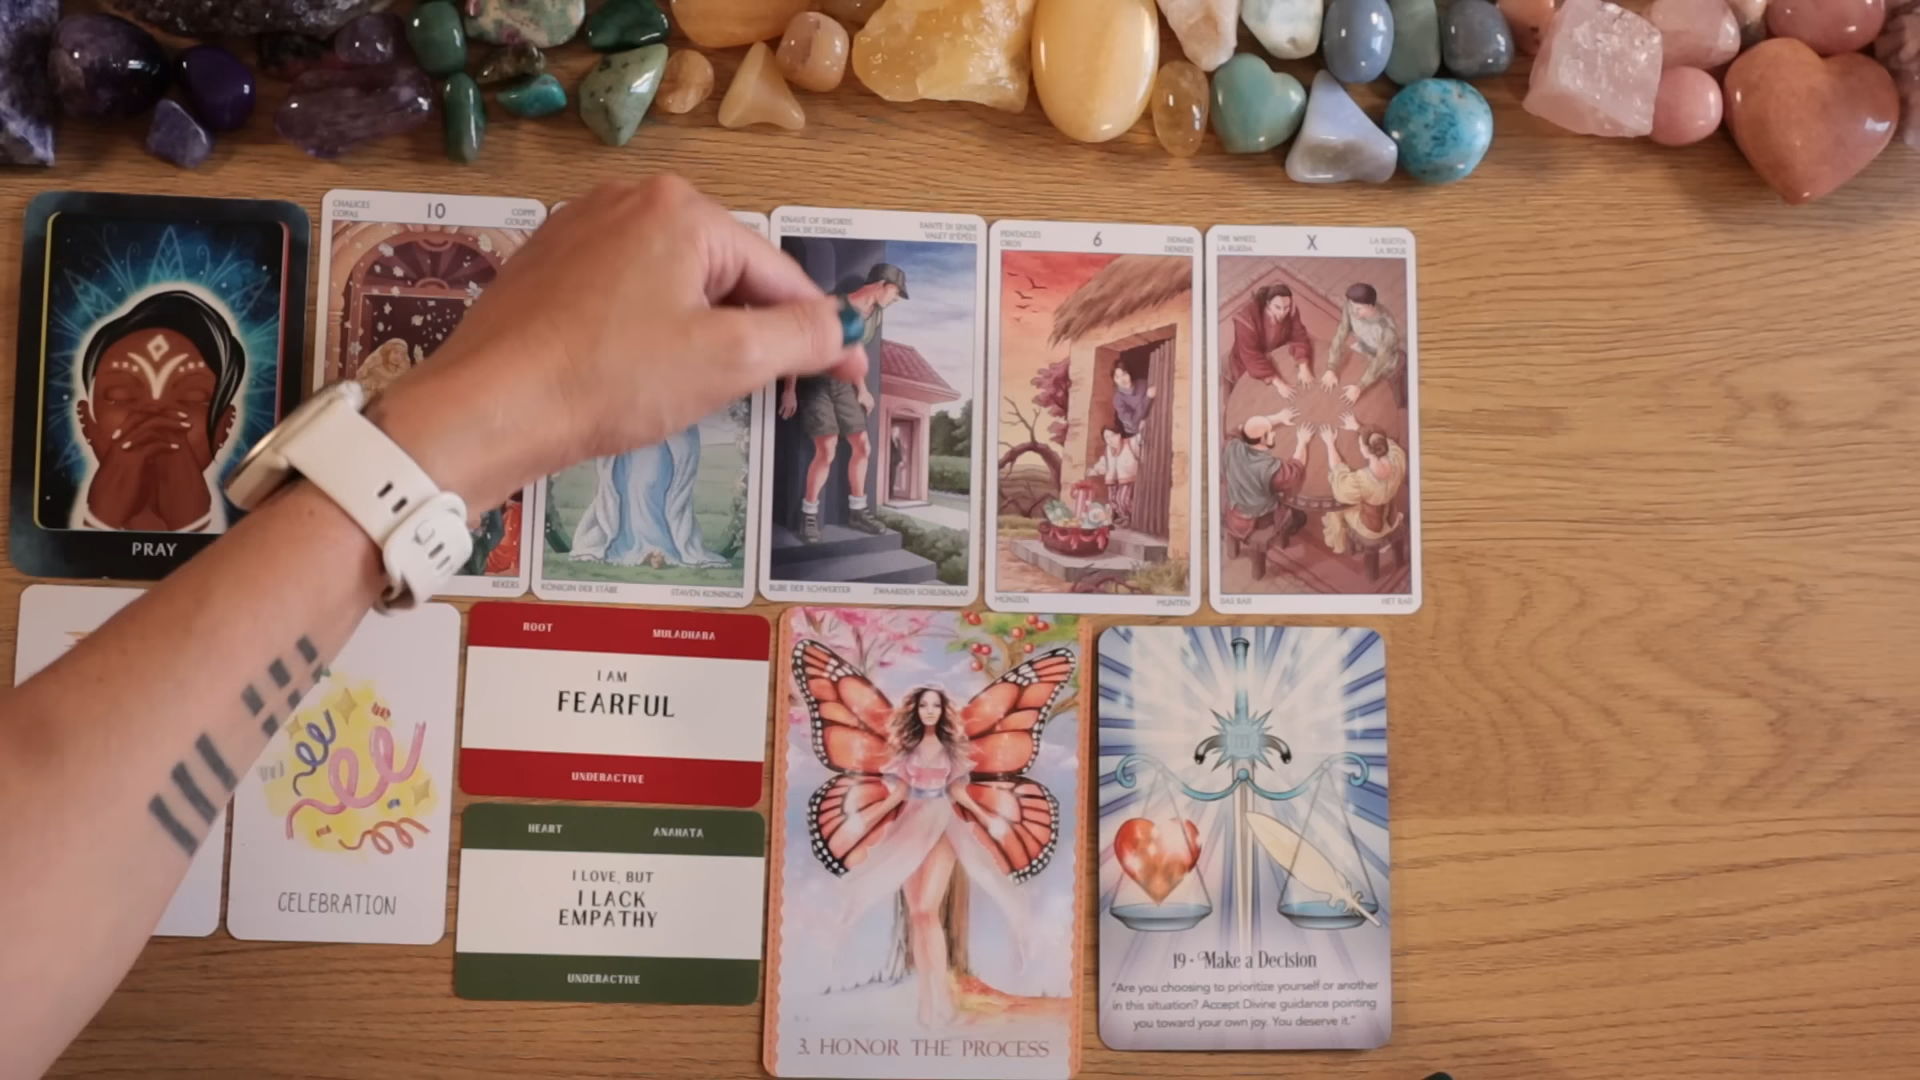 CHALICES
COPAS
10
COPPE
COUPES
KNAVE OF SWORDS
SOTA DE ESPADAS
FANTE DI SPADE
VALET D'ÉPÉES
PENTACLES
OROS
6
DENARI
DENIERS
THE WHEEL
LA RUEDA
X
LA RUOTA
LA ROUE
PRAY
BEKERS
KÖNIGIN DER STÄBE
STAVEN KONINGIN
BUBE DER SCHWERTER
ZWAARDEN SCHILDKNAAP
MÜNZEN
MUNTEN
DAS RAD
HET RAD
ROOT
MULADHARA
I AM
FEARFUL
UNDERACTIVE
HEART
ANAHATA
I LOVE, BUT
I LACK
EMPATHY
UNDERACTIVE
CELEBRATION
3. HONOR THE PROCESS
19 • Make a Decision
"Are you choosing to prioritize yourself or another
in this situation? Accept Divine guidance pointing
you toward your own joy. You deserve it."